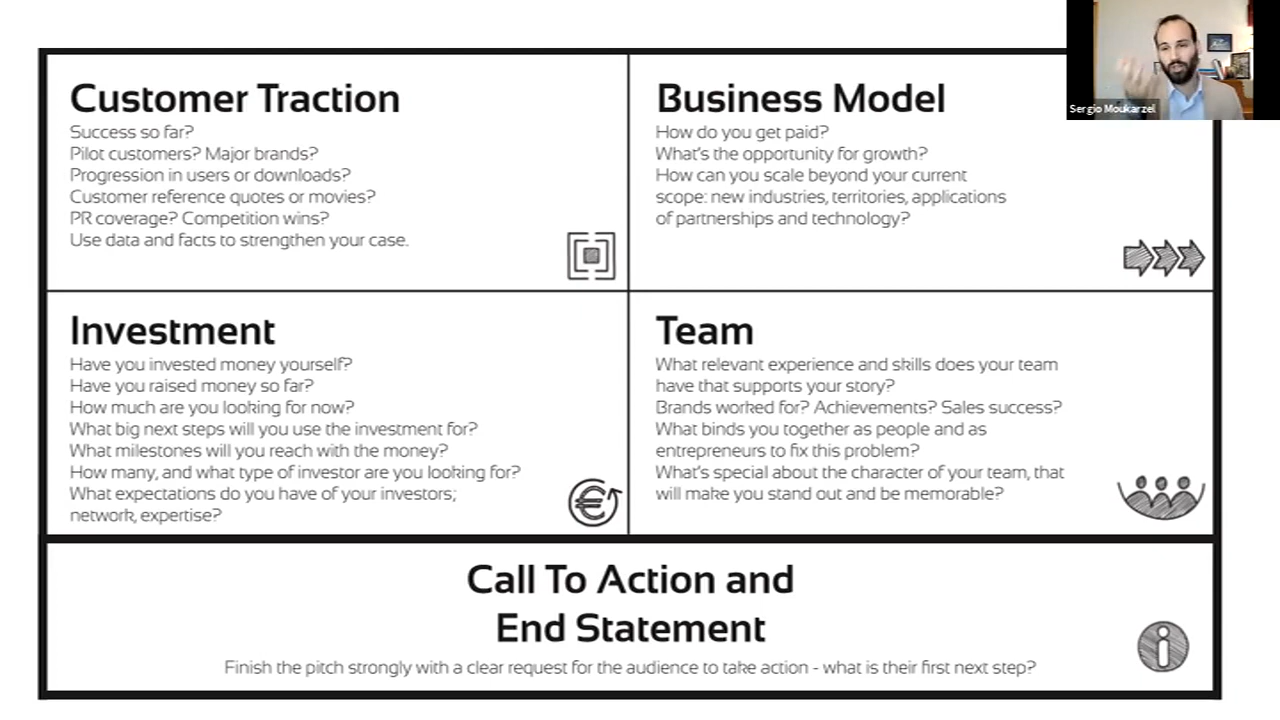 Customer Traction
Success so far?
Pilot customers? Major brands?
Progression in users or downloads?
Customer reference quotes or movies?
PR coverage? Competition wins?
Use data and facts to strengthen your case.
Business Model
How do you get paid?
What's the opportunity for growth?
How can you scale beyond your current
scope: new industries, territories, applications
of partnerships and technology?
Sergio Moukarzel
Investment
Have you invested money yourself?
Have you raised money so far?
How much are you looking for now?
What big next steps will you use the investment for?
What milestones will you reach with the money?
How many, and what type of investor are you looking for?
What expectations do you have of your investors;
network, expertise?
Team
What relevant experience and skills does your team
have that supports your story?
Brands worked for? Achievements? Sales success?
What binds you together as people and as
entrepreneurs to fix this problem?
What's special about the character of your team, that
will make you stand out and be memorable?
Call To Action and
End Statement
Finish the pitch strongly with a clear request for the audience to take action - what is their first next step?